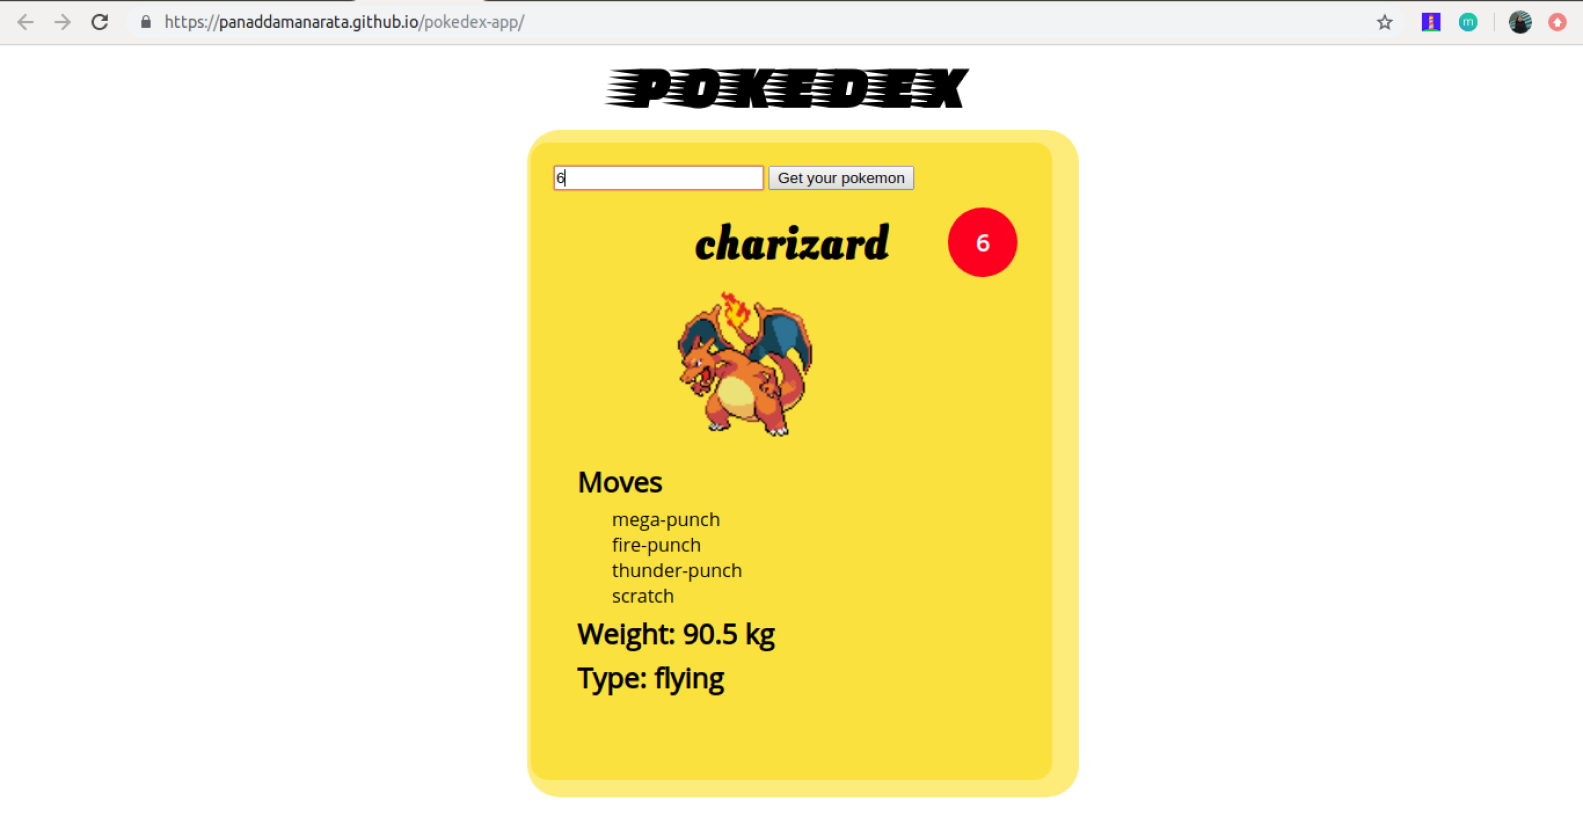 https://panaddamanarata.github.io/pokedex-app/
m
POKEDEX
6 Get your pokemon
charizard 6
Moves
mega-punch
fire-punch
thunder-punch
scratch
Weight: 90.5 kg
Type: flying